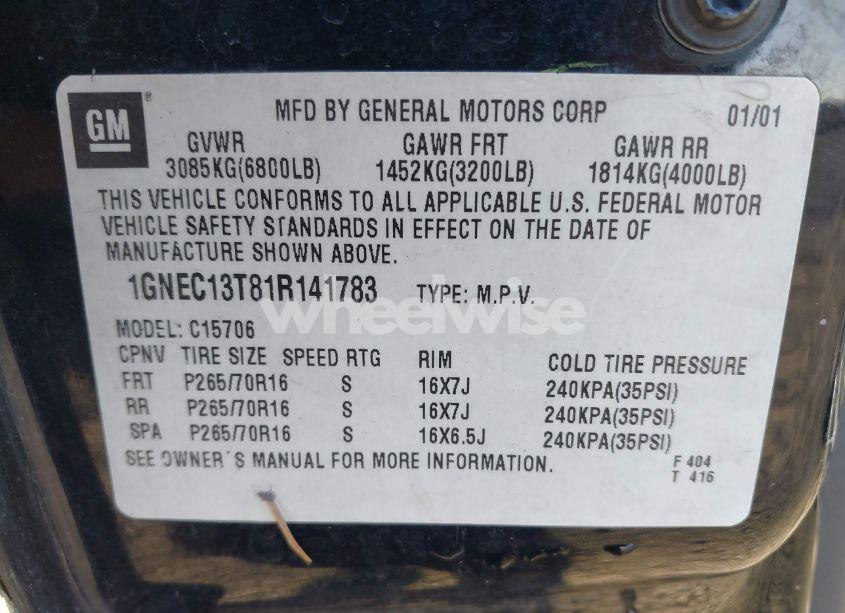 GM ®
MFD BY GENERAL MOTORS CORP 01/01
GVWR GAWR FRT GAWR RR
3085KG(6800LB) 1452KG(3200LB) 1814KG(4000LB)
THIS VEHICLE CONFORMS TO ALL APPLICABLE U.S. FEDERAL MOTOR
VEHICLE SAFETY STANDARDS IN EFFECT ON THE DATE OF
MANUFACTURE SHOWN ABOVE.
1GNEC13T81R141783 TYPE: M.P.V.
wheelwise
MODEL: C15706
CPNV TIRE SIZE SPEED RTG RIM COLD TIRE PRESSURE
FRT P265/70R16 S 16X7J 240KPA(35PSI)
RR P265/70R16 S 16X7J 240KPA(35PSI)
SPA P265/70R16 S 16X6.5J 240KPA(35PSI)
SEE OWNER'S MANUAL FOR MORE INFORMATION.
F 404
T 416